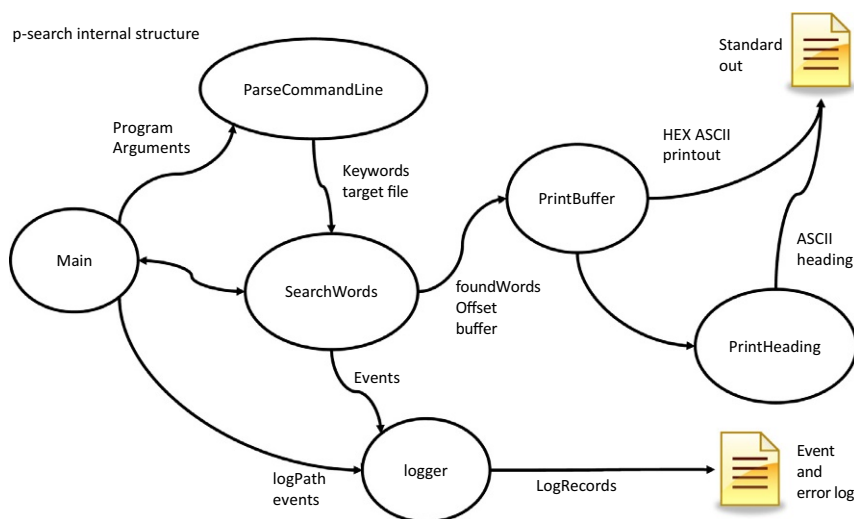 p-search internal structure
Standard
out
ParseCommandLine
Program
Arguments
HEX ASCII
printout
Keywords
target file
PrintBuffer
ASCII
heading
Main
SearchWords
foundWords
Offset
buffer
PrintHeading
Events
logger
logPath
events
LogRecords
Event
and
error log